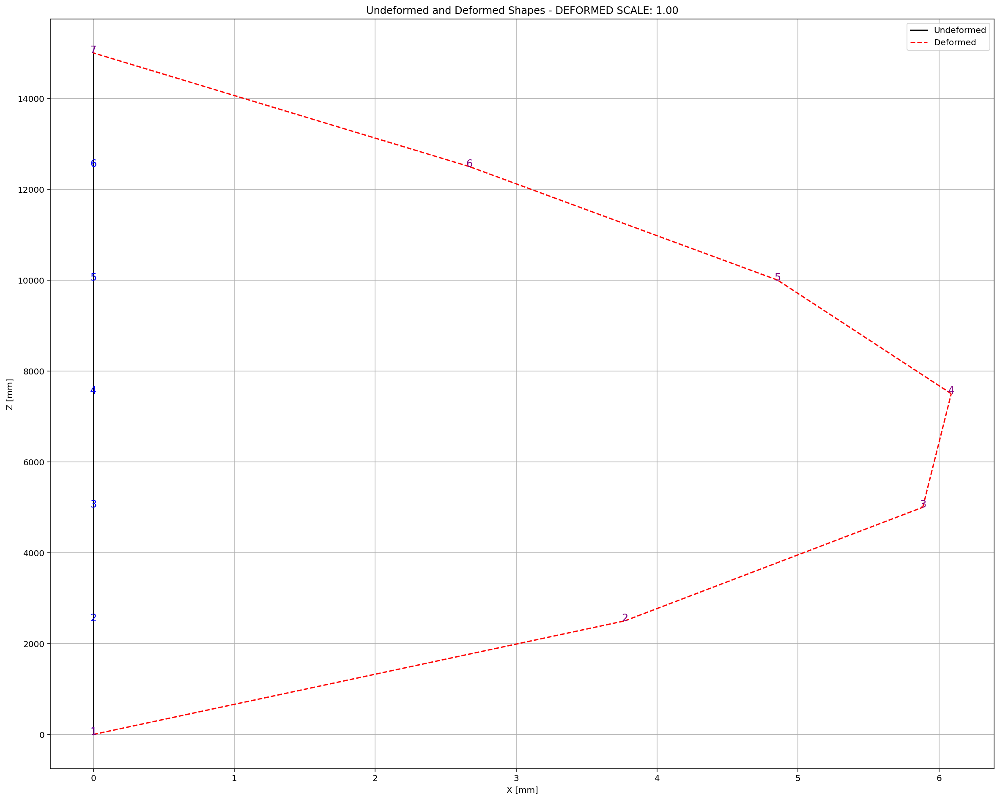 Undeformed and Deformed Shapes - DEFORMED SCALE: 1.00
Undeformed
Deformed
Z [mm]
14000
12000
10000
8000
6000
4000
2000
0
7
6 6
5 5
4 4
3 3
2 2
1
0 1 2 3 4 5 6
X [mm]